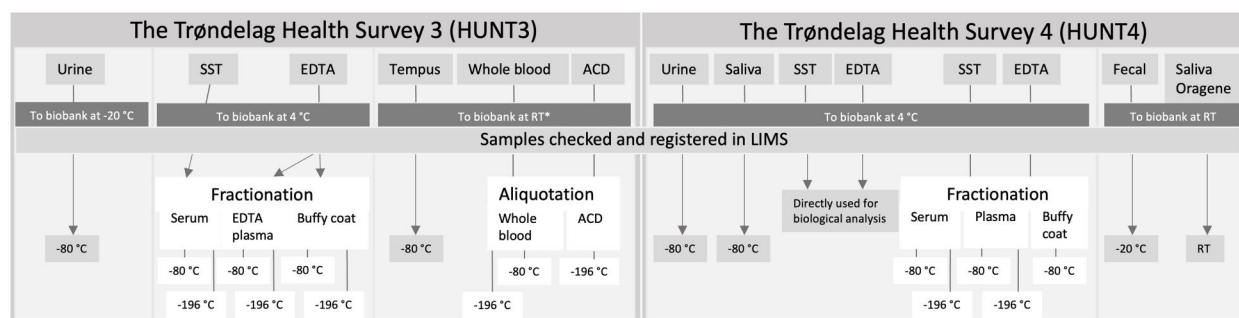 The Trøndelag Health Survey 3 (HUNT3)
Urine SST EDTA Tempus Whole blood ACD
To biobank at -20 °C To biobank at 4 °C To biobank at RT*
The Trøndelag Health Survey 4 (HUNT4)
Urine Saliva SST EDTA SST EDTA Fecal Saliva
Oragene
To biobank at 4 °C To biobank at RT
Samples checked and registered in LIMS
Fractionation
Serum EDTA Buffy coat
plasma
-80 °C
-80 °C -80 °C -80 °C
-196 °C -196 °C -196 °C
-80 °C
Aliquotation
Whole ACD
blood
-80 °C -196 °C
-196 °C
-80 °C -80 °C
Directly used for
biological analysis
Fractionation
Serum Plasma Buffy
coat
-80 °C -80 °C -80 °C
-196 °C -196 °C
-20 °C RT